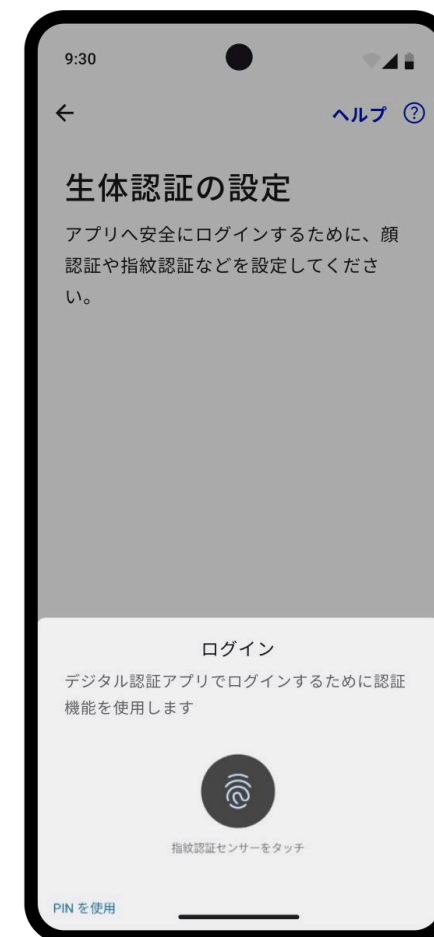 9:30
ヘルプ
生体認証の設定
アプリへ安全にログインするために、顔
認証や指紋認証などを設定してくださ
い。
ログイン
デジタル認証アプリでログインするために認証
機能を使用します
指紋認証センサーをタッチ
PIN を使用